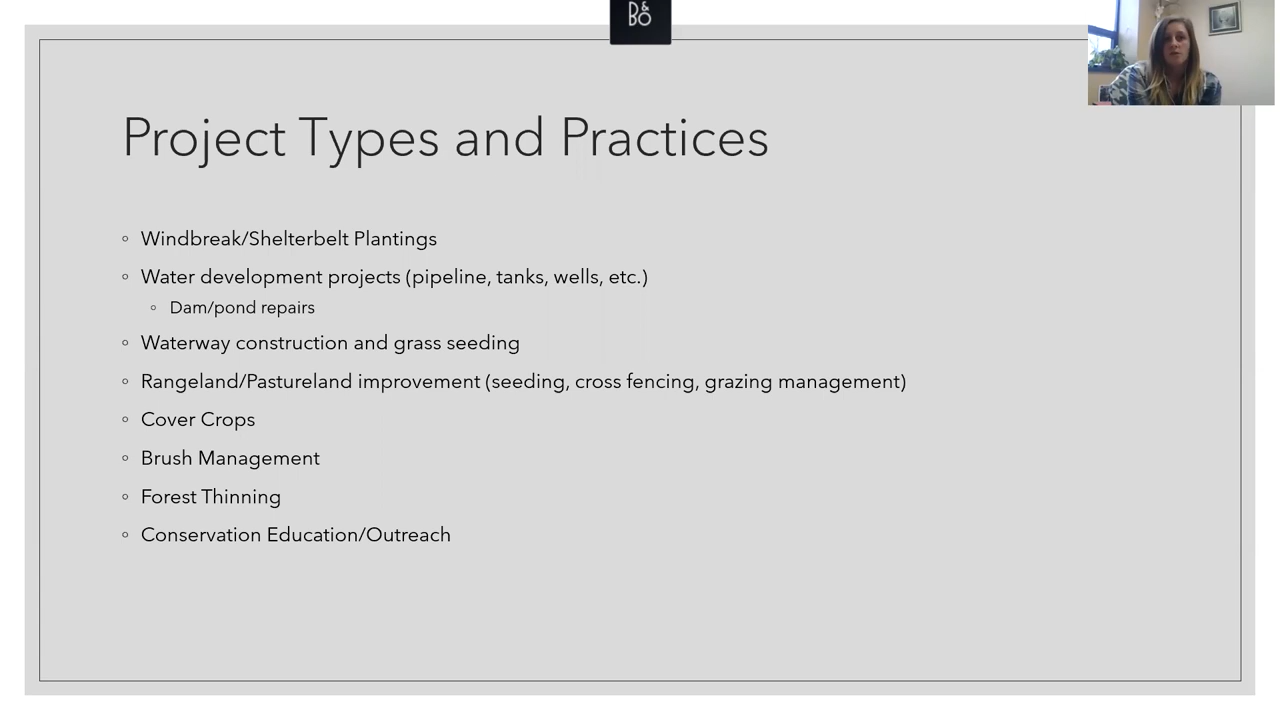 B&O
Project Types and Practices
Windbreak/Shelterbelt Plantings
Water development projects (pipeline, tanks, wells, etc.)
Dam/pond repairs
Waterway construction and grass seeding
Rangeland/Pastureland improvement (seeding, cross fencing, grazing management)
Cover Crops
Brush Management
Forest Thinning
Conservation Education/Outreach